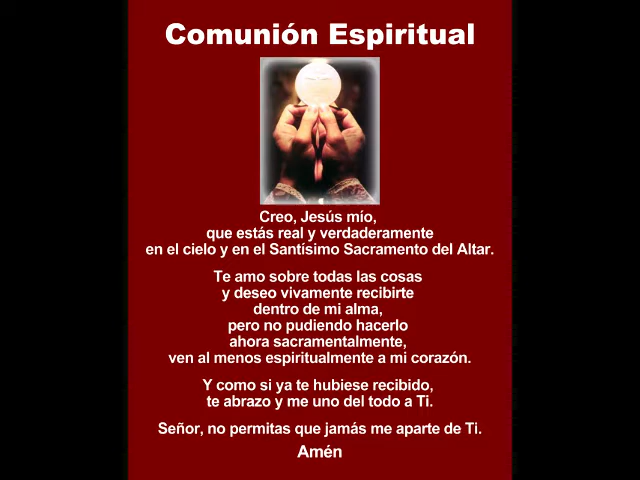 Comunión Espiritual
Creo, Jesús mío,
que estás real y verdaderamente
en el cielo y en el Santísimo Sacramento del Altar.
Te amo sobre todas las cosas
y deseo vivamente recibirte
dentro de mi alma,
pero no pudiendo hacerlo
ahora sacramentalmente,
ven al menos espiritualmente a mi corazón.
Y como si ya te hubiese recibido,
te abrazo y me uno del todo a Ti.
Señor, no permitas que jamás me aparte de Ti.
Amén